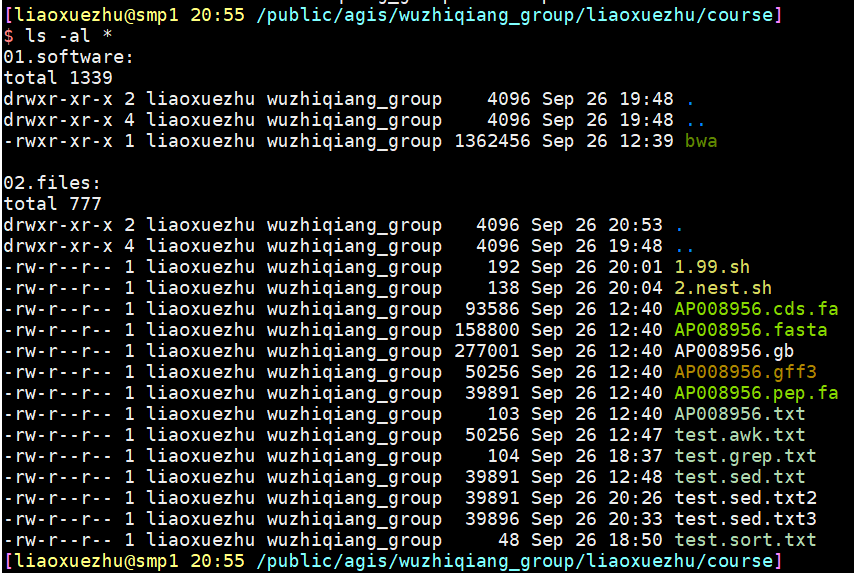 [liaoxuezhu@smp1 20:55 /public/agis/wuzhiqiang_group/liaoxuezhu/course]
$ ls -al *
01.software:
total 1339
drwxr-xr-x 2 liaoxuezhu wuzhiqiang_group    4096 Sep 26 19:48 .
drwxr-xr-x 4 liaoxuezhu wuzhiqiang_group    4096 Sep 26 19:48 ..
-rwxr-xr-x 1 liaoxuezhu wuzhiqiang_group 1362456 Sep 26 12:39 bwa

02.files:
total 777
drwxr-xr-x 2 liaoxuezhu wuzhiqiang_group   4096 Sep 26 20:53 .
drwxr-xr-x 4 liaoxuezhu wuzhiqiang_group   4096 Sep 26 19:48 ..
-rw-r--r-- 1 liaoxuezhu wuzhiqiang_group    192 Sep 26 20:01 1.99.sh
-rw-r--r-- 1 liaoxuezhu wuzhiqiang_group    138 Sep 26 20:04 2.nest.sh
-rw-r--r-- 1 liaoxuezhu wuzhiqiang_group  93586 Sep 26 12:40 AP008956.cds.fa
-rw-r--r-- 1 liaoxuezhu wuzhiqiang_group 158800 Sep 26 12:40 AP008956.fasta
-rw-r--r-- 1 liaoxuezhu wuzhiqiang_group 277001 Sep 26 12:40 AP008956.gb
-rw-r--r-- 1 liaoxuezhu wuzhiqiang_group  50256 Sep 26 12:40 AP008956.gff3
-rw-r--r-- 1 liaoxuezhu wuzhiqiang_group  39891 Sep 26 12:40 AP008956.pep.fa
-rw-r--r-- 1 liaoxuezhu wuzhiqiang_group    103 Sep 26 12:40 AP008956.txt
-rw-r--r-- 1 liaoxuezhu wuzhiqiang_group  50256 Sep 26 12:47 test.awk.txt
-rw-r--r-- 1 liaoxuezhu wuzhiqiang_group    104 Sep 26 18:37 test.grep.txt
-rw-r--r-- 1 liaoxuezhu wuzhiqiang_group  39891 Sep 26 12:48 test.sed.txt
-rw-r--r-- 1 liaoxuezhu wuzhiqiang_group  39891 Sep 26 20:26 test.sed.txt2
-rw-r--r-- 1 liaoxuezhu wuzhiqiang_group  39896 Sep 26 20:33 test.sed.txt3
-rw-r--r-- 1 liaoxuezhu wuzhiqiang_group     48 Sep 26 18:50 test.sort.txt
[liaoxuezhu@smp1 20:55 /public/agis/wuzhiqiang_group/liaoxuezhu/course]